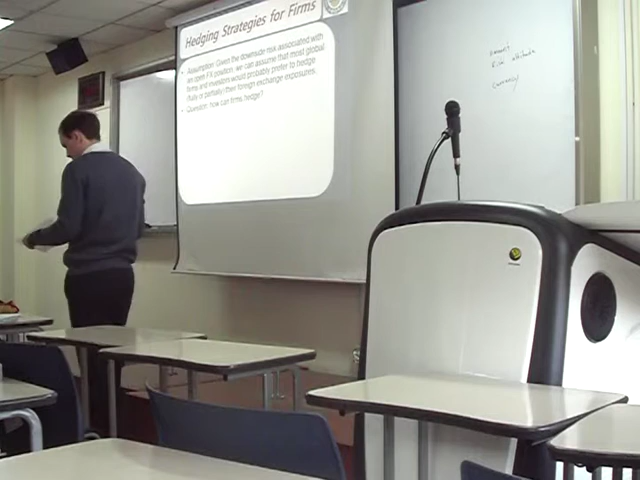 Hedging Strategies for Firms
• Assumption: Given the downside risk associated with
an open FX position, we can assume that most global
firms and investors would probably prefer to hedge
(fully or partially) their foreign exchange exposures.
• Question: how can firms hedge?
currency